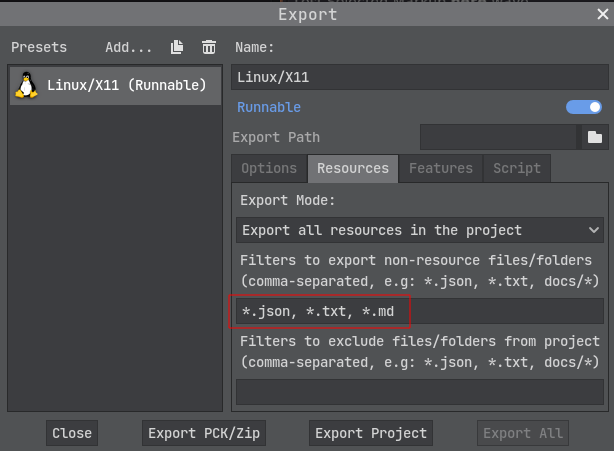 Export
Presets Add... Name:
Linux/X11 (Runnable)
Linux/X11
Runnable
Export Path
Options Resources Features Script
Export Mode:
Export all resources in the project
Filters to export non-resource files/folders
(comma-separated, e.g: *.json, *.txt, docs/*)
*.json, *.txt, *.md
Filters to exclude files/folders from project
(comma-separated, e.g: *.json, *.txt, docs/*)
Close Export PCK/Zip Export Project Export All